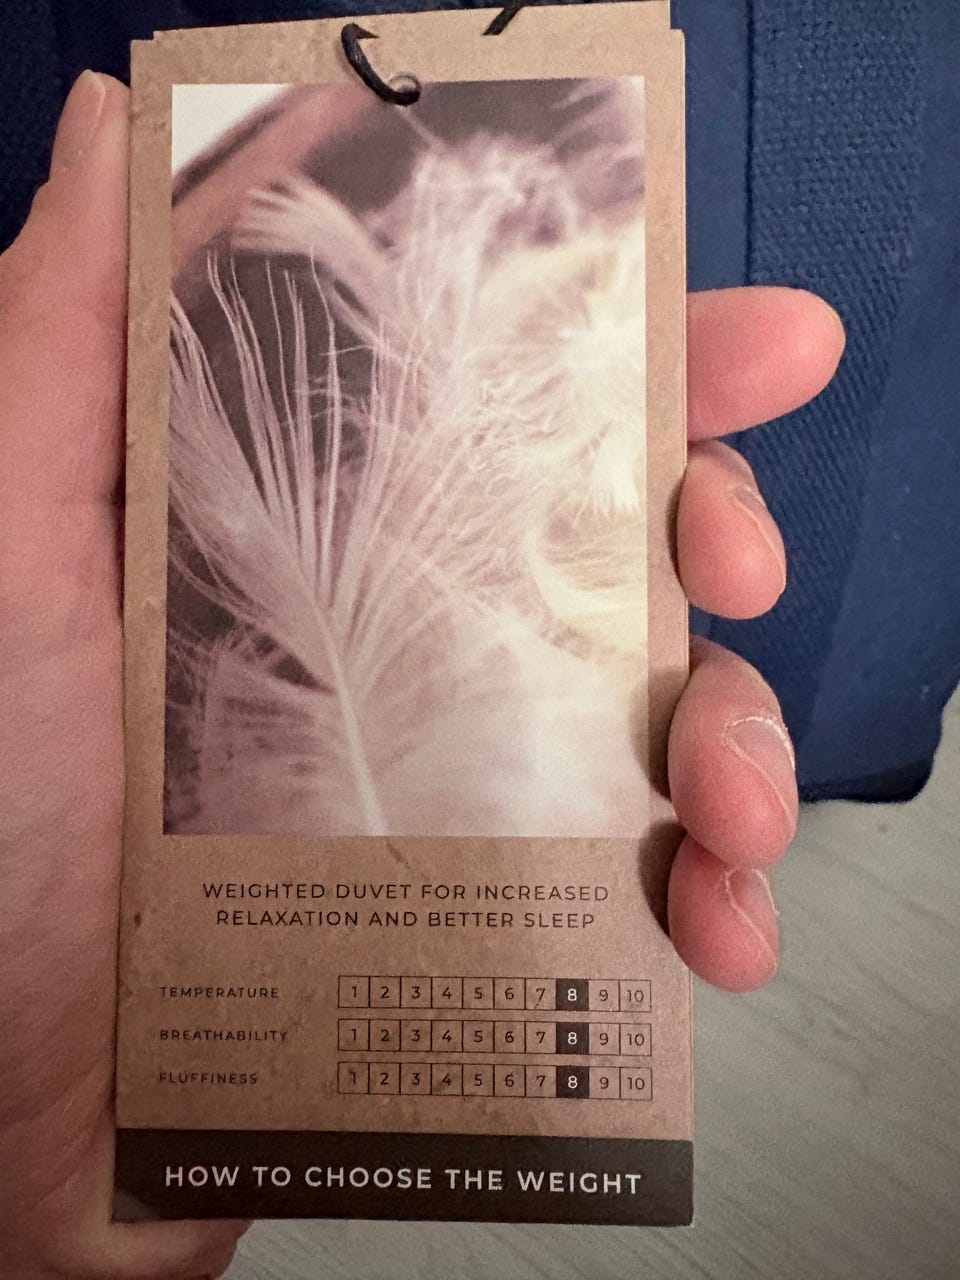 WEIGHTED DUVET FOR INCREASED
RELAXATION AND BETTER SLEEP
TEMPERATURE 1 2 3 4 5 6 7 8 9 10
BREATHABILITY 1 2 3 4 5 6 7 8 9 10
FLUFFINESS 1 2 3 4 5 6 7 8 9 10
HOW TO CHOOSE THE WEIGHT